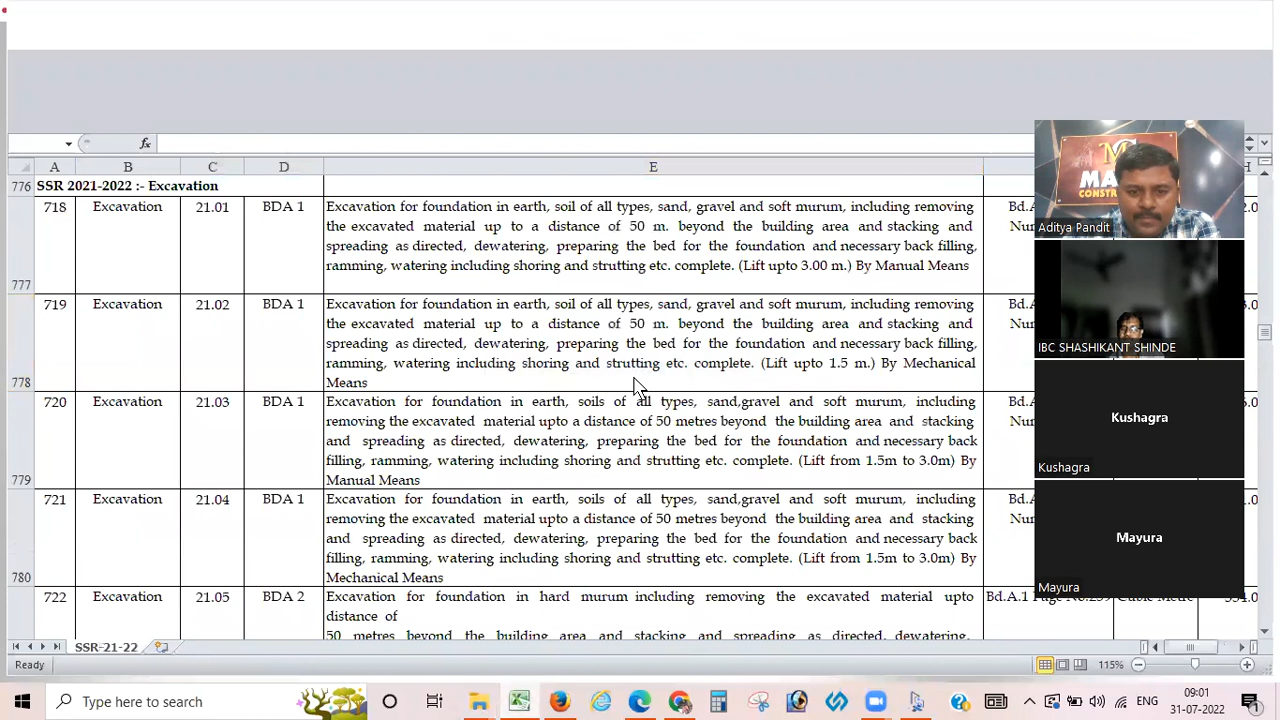 fx
A B C D E H
776 SSR 2021-2022 :- Excavation
718 Excavation 21.01 BDA 1 Excavation for foundation in earth, soil of all types, sand, gravel and soft murum, including removing
the excavated material up to a distance of 50 m. beyond the building area and stacking and
spreading as directed, dewatering, preparing the bed for the foundation and necessary back filling,
ramming, watering including shoring and strutting etc. complete. (Lift upto 3.00 m.) By Manual Means
777
719 Excavation 21.02 BDA 1 Excavation for foundation in earth, soil of all types, sand, gravel and soft murum, including removing
the excavated material up to a distance of 50 m. beyond the building area and stacking and
spreading as directed, dewatering, preparing the bed for the foundation and necessary back filling,
ramming, watering including shoring and strutting etc. complete. (Lift upto 1.5 m.) By Mechanical
778 Means
720 Excavation 21.03 BDA 1 Excavation for foundation in earth, soils of all types, sand,gravel and soft murum, including
removing the excavated material upto a distance of 50 metres beyond the building area and stacking
and spreading as directed, dewatering, preparing the bed for the foundation and necessary back
filling, ramming, watering including shoring and strutting etc. complete. (Lift from 1.5m to 3.0m) By
779 Manual Means
721 Excavation 21.04 BDA 1 Excavation for foundation in earth, soils of all types, sand,gravel and soft murum, including
removing the excavated material upto a distance of 50 metres beyond the building area and stacking
and spreading as directed, dewatering, preparing the bed for the foundation and necessary back
filling, ramming, watering including shoring and strutting etc. complete. (Lift from 1.5m to 3.0m) By
780 Mechanical Means
722 Excavation 21.05 BDA 2 Excavation for foundation in hard murum including removing the excavated material upto
distance of
50 metres beyond the building area and stacking and spreading as directed, dewatering,
Aditya Pandit
IBC SHASHIKANT SHINDE
Kushagra
Kushagra
Mayura
Mayura
SSR-21-22
Ready 115%
Type here to search
ENG
09:01
31-07-2022